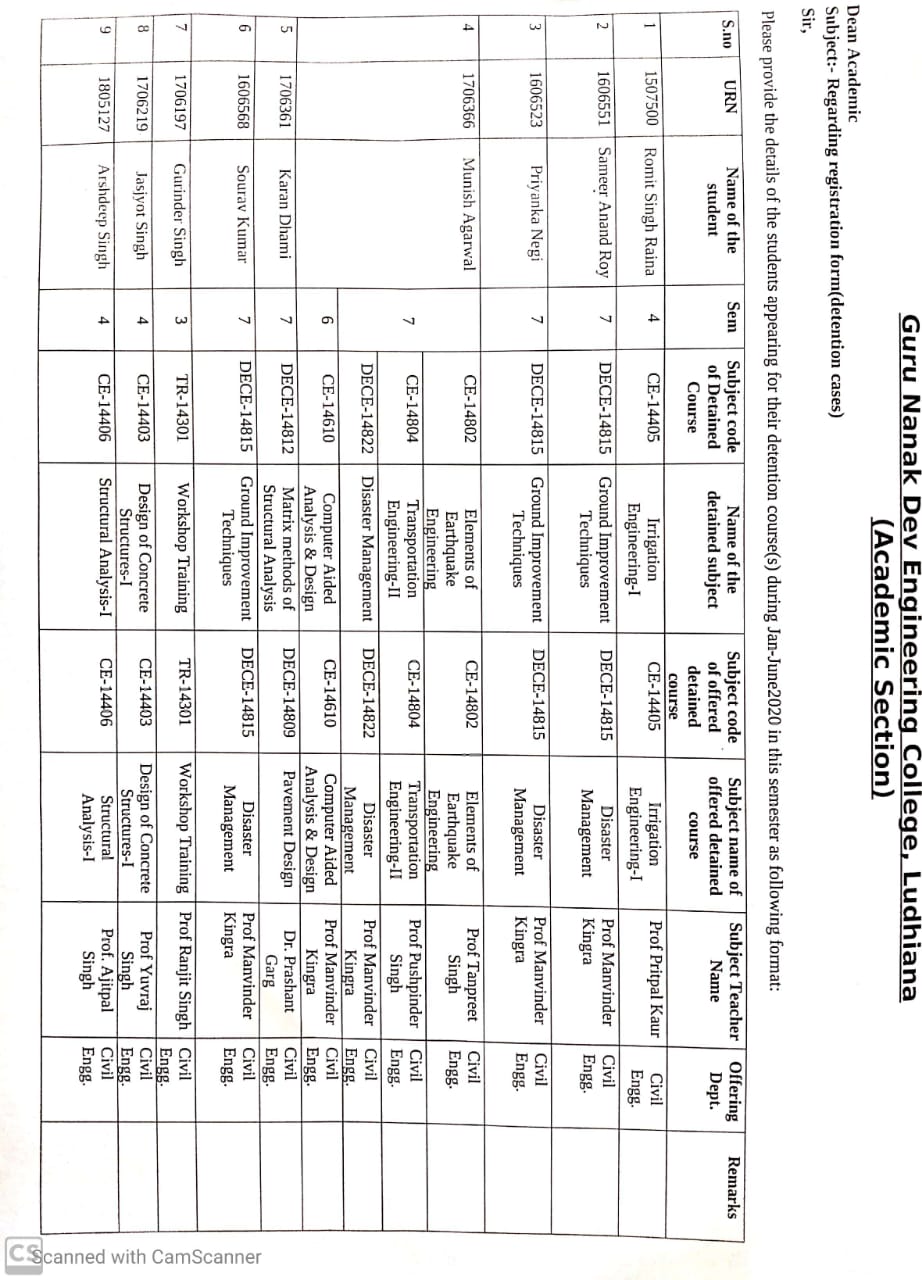 Guru Nanak Dev Engineering College, Ludhiana
(Academic Section)
Dean Academic
Subject:- Regarding registration form(detention cases)
Sir,
Please provide the details of the students appearing for their detention course(s) during Jan-June2020 in this semester as following format:
S.no
URN
Name of the
student
Sem
Subject code
of Detained
Course
Name of the
detained subject
Subject code
of offered
detained
course
Subject name of
offered detained
course
Subject Teacher
Name
Offering
Dept.
Remarks
1
1507500
Romit Singh Raina
4
CE-14405
Irrigation
Engineering-I
CE-14405
Irrigation
Engineering-I
Prof Pritpal Kaur
Civil
Engg.
2
1606551
Sameer Anand Roy
7
DECE-14815
Ground Improvement
Techniques
DECE-14815
Disaster
Management
Prof Manvinder
Kingra
Civil
Engg.
3
1606523
Priyanka Negi
7
DECE-14815
Ground Improvement
Techniques
DECE-14815
Disaster
Management
Prof Manvinder
Kingra
Civil
Engg.
4
1706366
Munish Agarwal
7
CE-14802
Elements of
Earthquake
Engineering
CE-14802
Elements of
Earthquake
Engineering
Prof Tanpreet
Singh
Civil
Engg.
CE-14804
Transportation
Engineering-II
CE-14804
Transportation
Engineering-II
Prof Pushpinder
Singh
Civil
Engg.
DECE-14822
Disaster Management
DECE-14822
Disaster
Management
Prof Manvinder
Kingra
Civil
Engg.
6
CE-14610
Computer Aided
Analysis & Design
CE-14610
Computer Aided
Analysis & Design
Prof Manvinder
Kingra
Civil
Engg.
5
1706361
Karan Dhami
7
DECE-14812
Matrix methods of
Structural Analysis
DECE-14809
Pavement Design
Dr. Prashant
Garg
Civil
Engg.
6
1606568
Sourav Kumar
7
DECE-14815
Ground Improvement
Techniques
DECE-14815
Disaster
Management
Prof Manvinder
Kingra
Civil
Engg.
7
1706197
Gurinder Singh
3
TR-14301
Workshop Training
TR-14301
Workshop Training
Prof Ranjit Singh
Civil
Engg.
8
1706219
Jasjyot Singh
4
CE-14403
Design of Concrete
Structures-I
CE-14403
Design of Concrete
Structures-I
Prof Yuvraj
Singh
Civil
Engg.
9
1805127
Arshdeep Singh
4
CE-14406
Structural Analysis-I
CE-14406
Structural
Analysis-I
Prof. Ajitpal
Singh
Civil
Engg.
CS Scanned with CamScanner